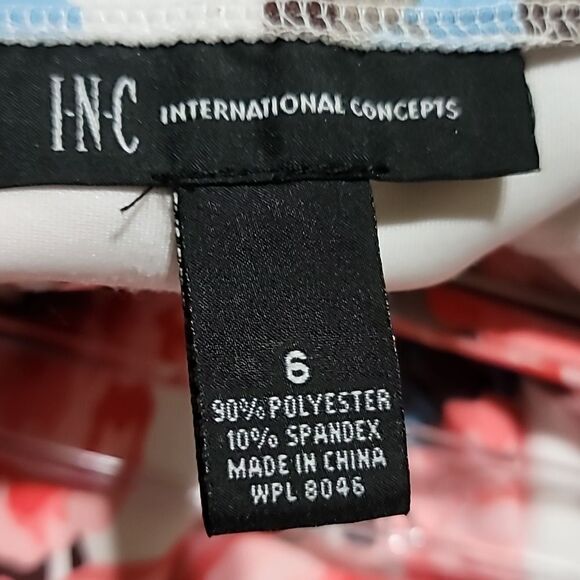 I·N·C INTERNATIONAL CONCEPTS
6
90% POLYESTER
10% SPANDEX
MADE IN CHINA
WPL 8046